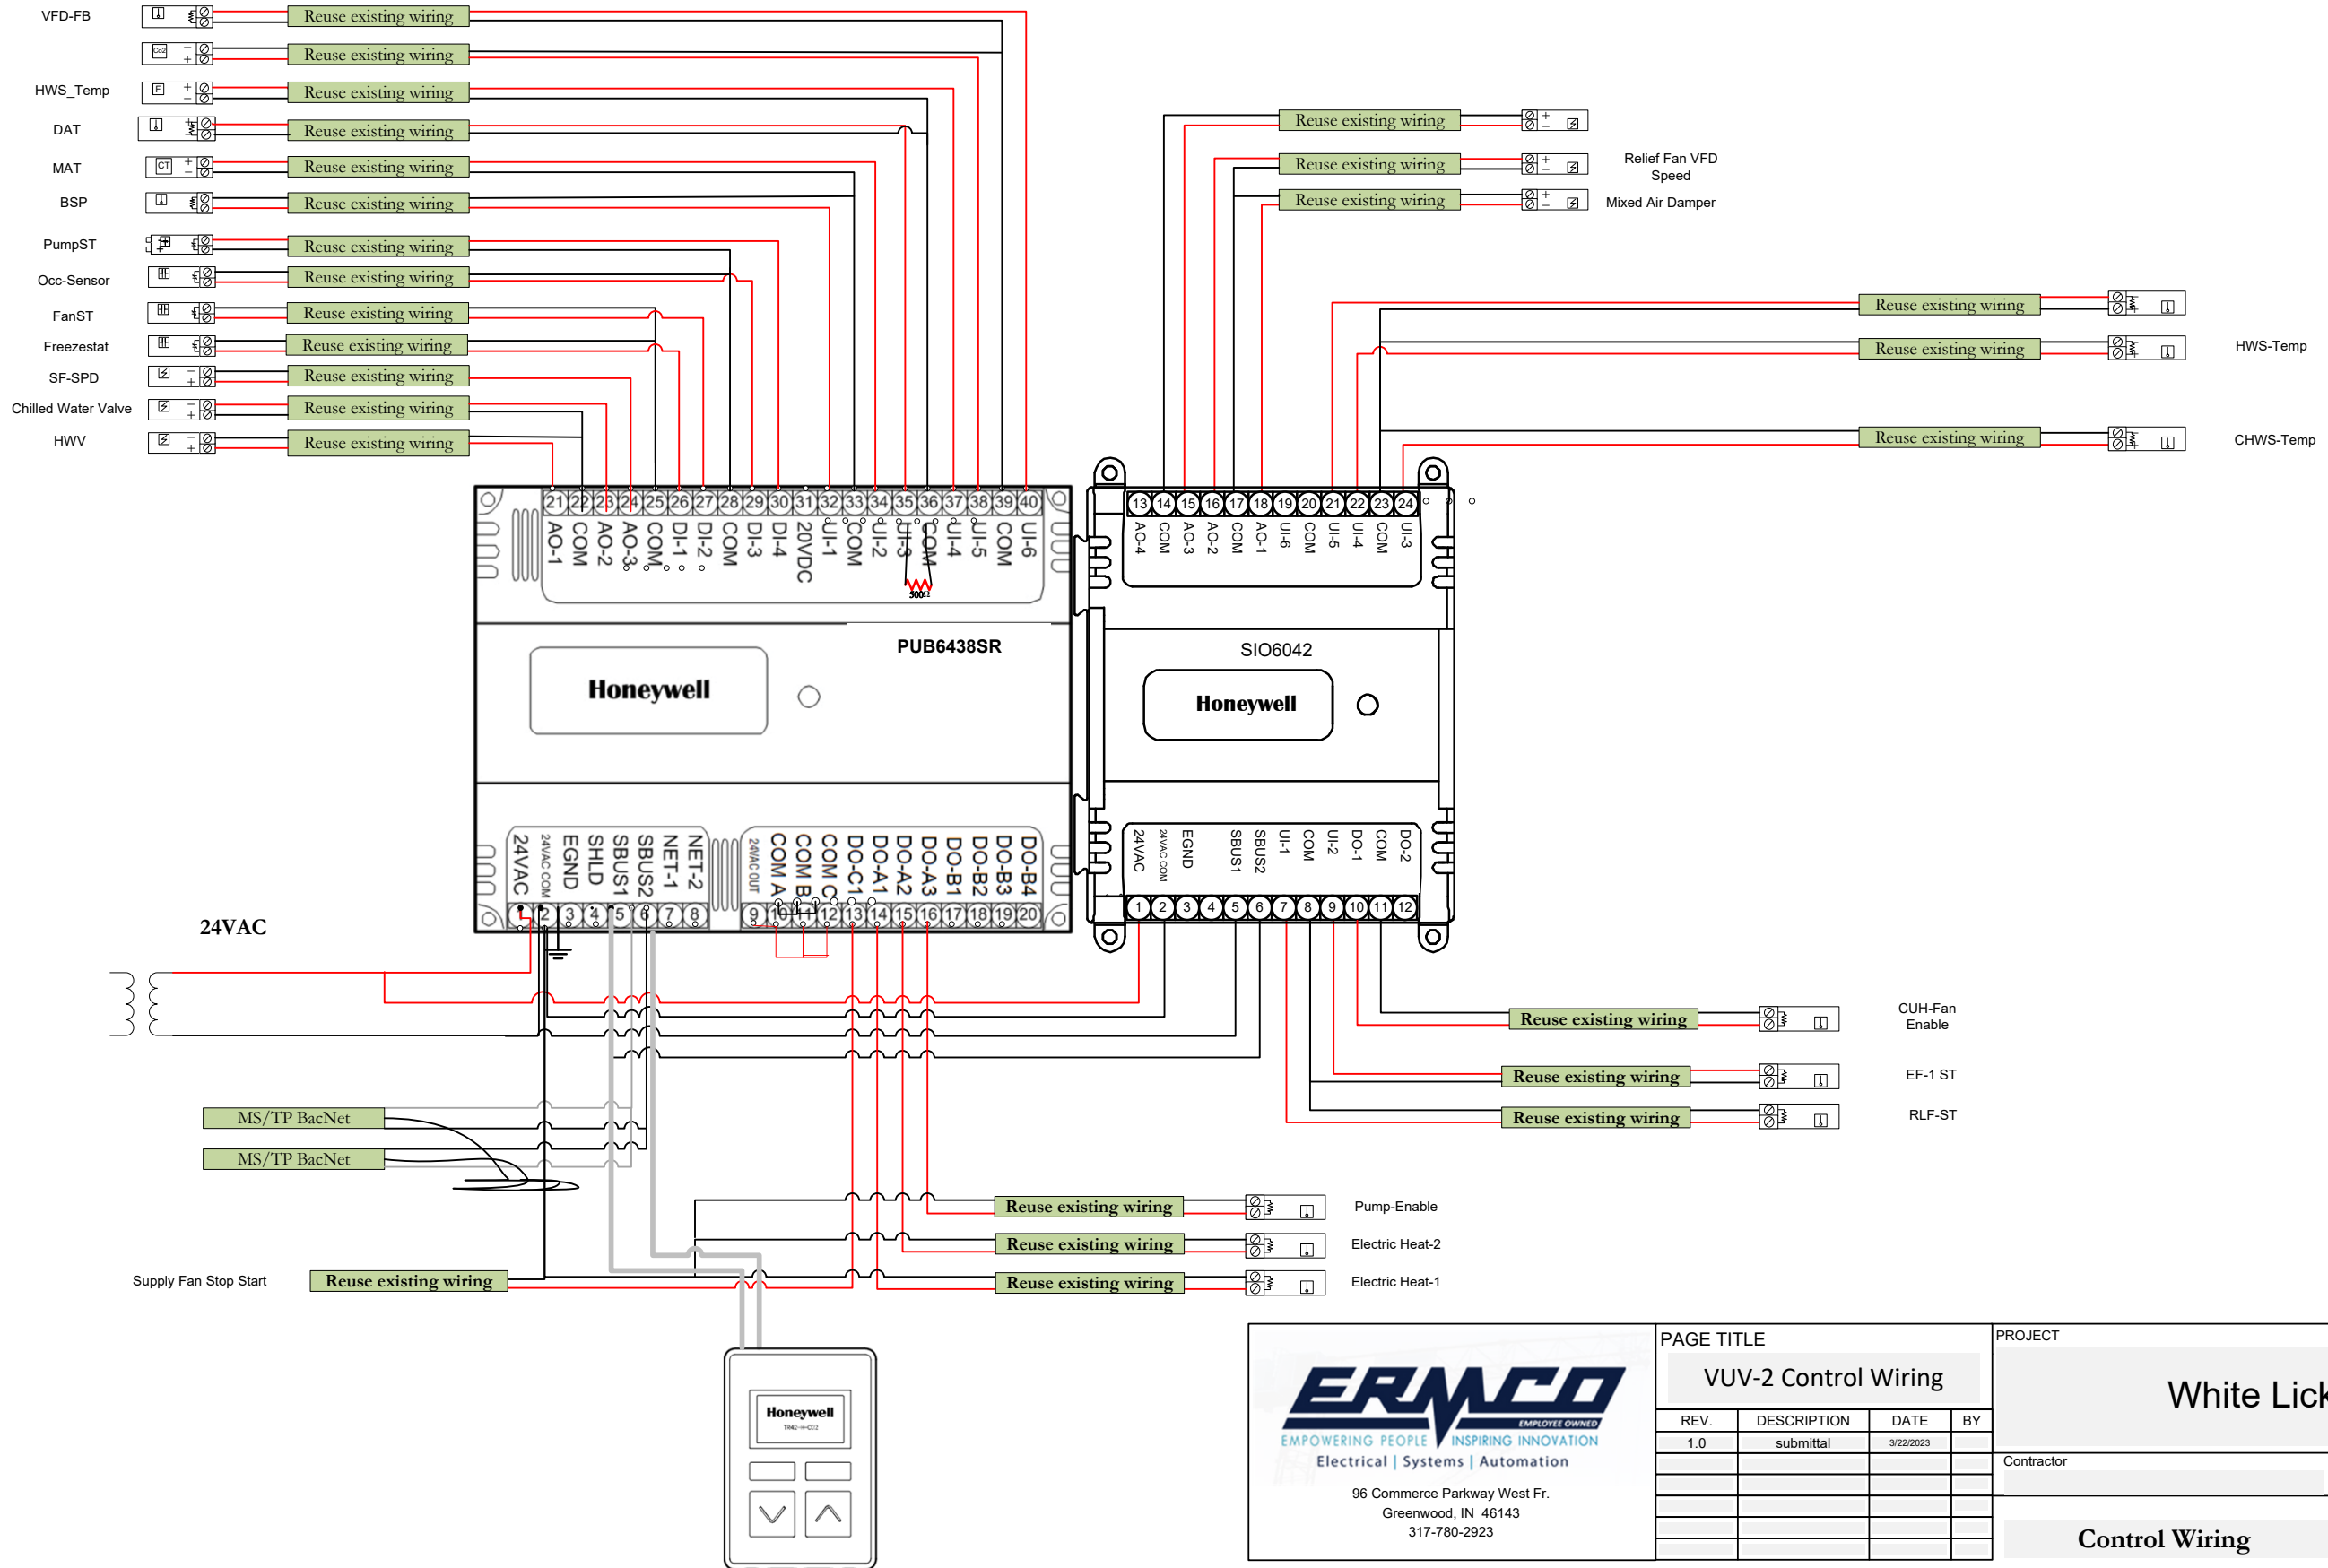 VFD-FB
Reuse existing wiring
Co2
Reuse existing wiring
HWS_Temp
F
Reuse existing wiring
DAT
Reuse existing wiring
MAT
CT
Reuse existing wiring
BSP
Reuse existing wiring
PumpST
Reuse existing wiring
Occ-Sensor
Reuse existing wiring
FanST
Reuse existing wiring
Freezestat
Reuse existing wiring
SF-SPD
Reuse existing wiring
Chilled Water Valve
Reuse existing wiring
HWV
Reuse existing wiring
Reuse existing wiring
Reuse existing wiring
Relief Fan VFD
Speed
Reuse existing wiring
Mixed Air Damper
Reuse existing wiring
Reuse existing wiring
HWS-Temp
Reuse existing wiring
CHWS-Temp
21 22 23 24 25 26 27 28 29 30 31 32 33 34 35 36 37 38 39 40
AO-1 COM AO-2 AO-3 COM DI-1 DI-2 COM DI-3 DI-4 20VDC UI-1 COM UI-2 UI-3 COM UI-4 UI-5 COM UI-6
500Ω
PUB6438SR
Honeywell
24VAC 24VAC COM EGND SHLD SBUS1 SBUS2 NET-1 NET-2
24VAC OUT COM A COM B COM C DO-C1 DO-A1 DO-A2 DO-A3 DO-B1 DO-B2 DO-B3 DO-B4
1 2 3 4 5 6 7 8
9 10 11 12 13 14 15 16 17 18 19 20
13 14 15 16 17 18 19 20 21 22 23 24
AO-4 COM AO-3 AO-2 COM AO-1 UI-6 COM UI-5 UI-4 COM UI-3
SIO6042
Honeywell
24VAC 24VAC COM EGND SBUS1 SBUS2 UI-1 COM UI-2 DO-1 COM DO-2
1 2 3 4 5 6 7 8 9 10 11 12
24VAC
MS/TP BacNet
MS/TP BacNet
Supply Fan Stop Start
Reuse existing wiring
Reuse existing wiring
CUH-Fan
Enable
Reuse existing wiring
EF-1 ST
Reuse existing wiring
RLF-ST
Reuse existing wiring
Pump-Enable
Reuse existing wiring
Electric Heat-2
Reuse existing wiring
Electric Heat-1
Honeywell
TR42-H-CO2
ERMCO
EMPLOYEE OWNED
EMPOWERING PEOPLE INSPIRING INNOVATION
Electrical | Systems | Automation
96 Commerce Parkway West Fr.
Greenwood, IN 46143
317-780-2923
PAGE TITLE
VUV-2 Control Wiring
REV. DESCRIPTION DATE BY
1.0 submittal 3/22/2023
PROJECT
White Lick
Contractor
Control Wiring